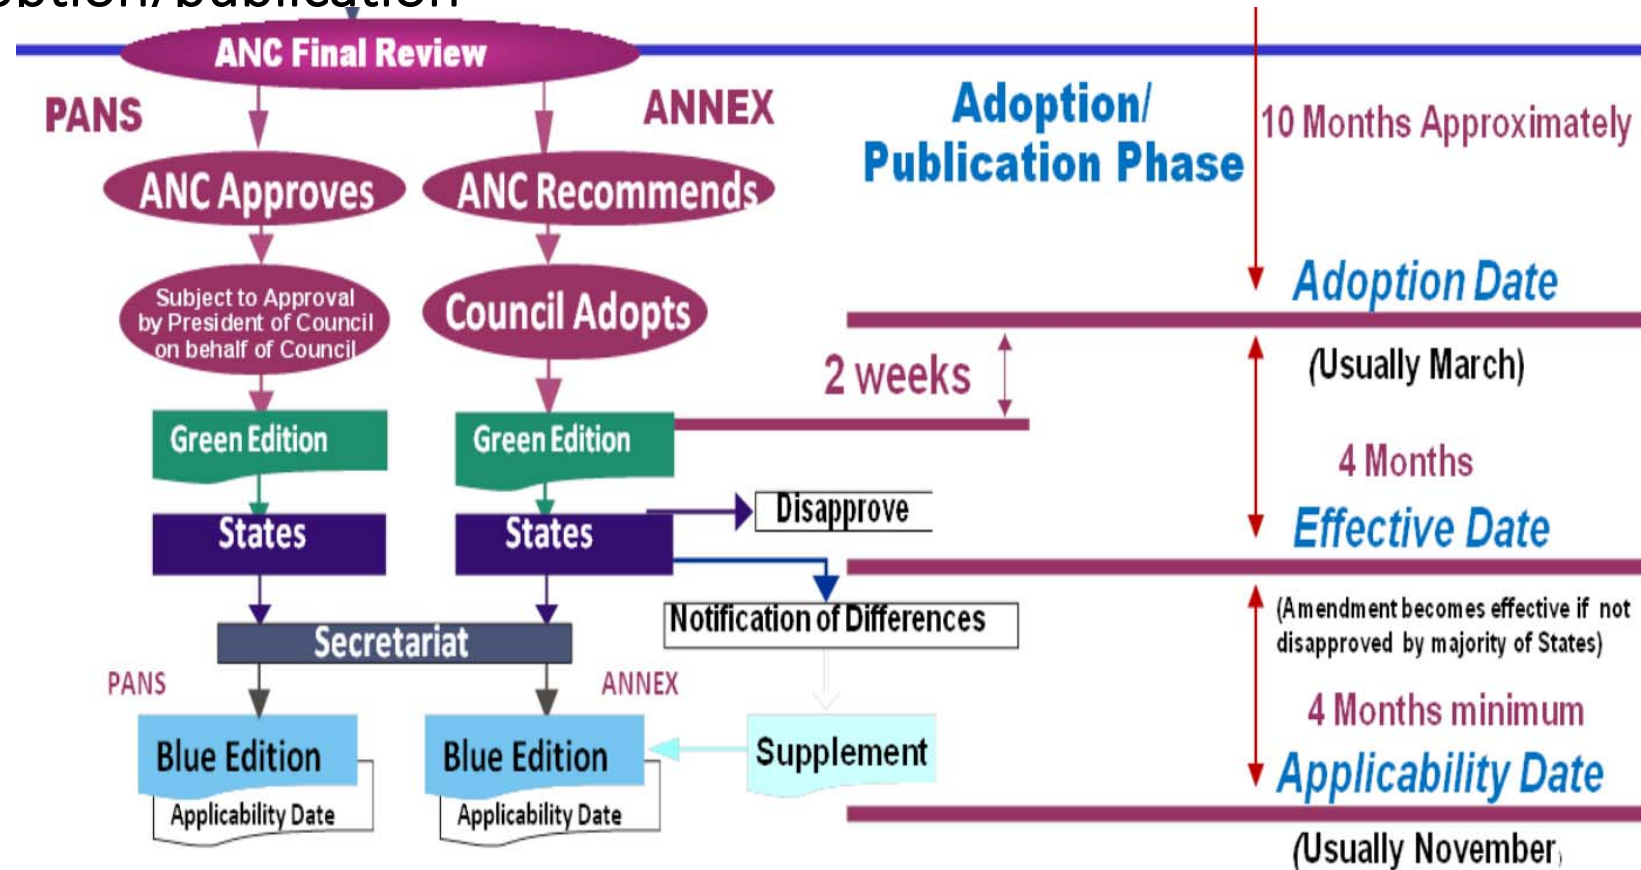 ANC Final Review
PANS
ANNEX
Adoption/
Publication Phase
10 Months Approximately
ANC Approves
ANC Recommends
Subject to Approval
by President of Council
on behalf of Council
Council Adopts
Adoption Date
(Usually March)
2 weeks
Green Edition
Green Edition
4 Months
States
States
Disapprove
Effective Date
Notification of Differences
(Amendment becomes effective if not
disapproved by majority of States)
Secretariat
PANS
ANNEX
4 Months minimum
Blue Edition
Blue Edition
Supplement
Applicability Date
Applicability Date
Applicability Date
(Usually November)